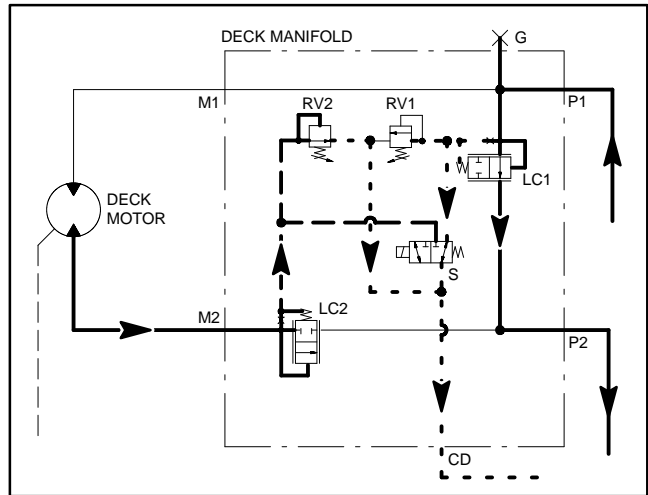 DECK MANIFOLD
G
M1
RV2
RV1
P1
LC1
DECK
MOTOR
S
M2
LC2
P2
CD